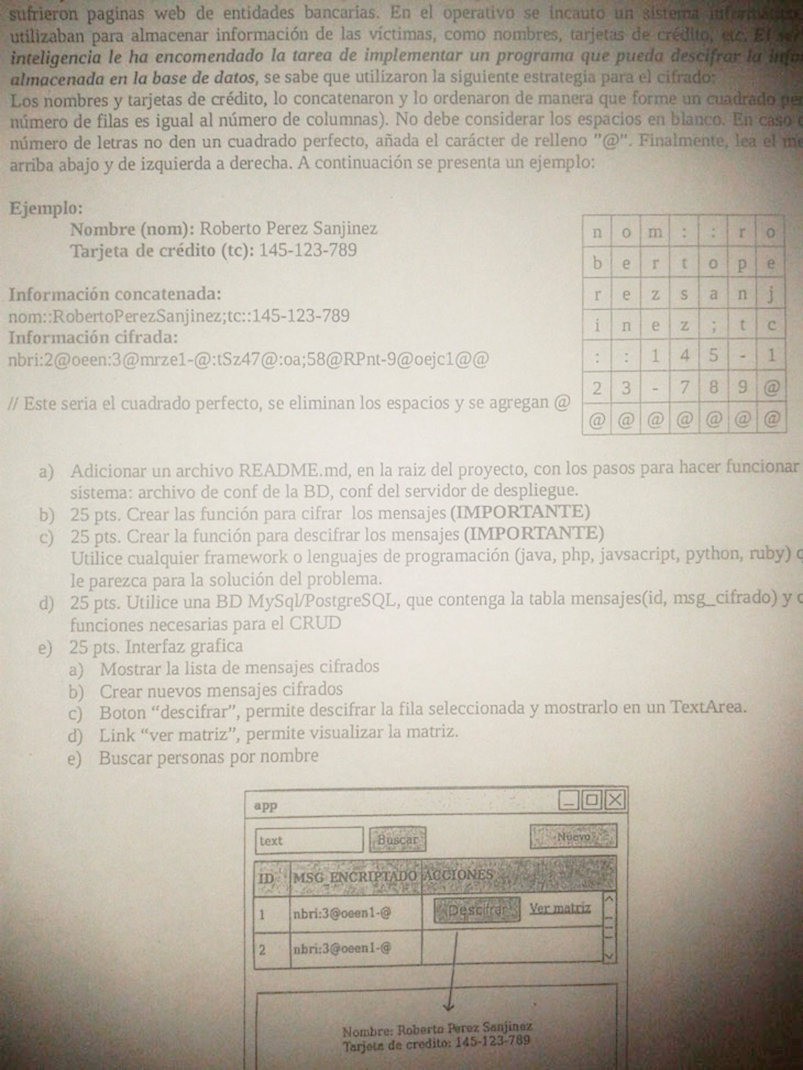 sufrieron paginas web de entidades bancarias. En el operativo se incauto un sistema
utilizaban para almacenar información de las víctimas, como nombres, tarjetas de crédito, etc. El
inteligencia le ha encomendado la tarea de implementar un programa que pueda descifrar la
almacenada en la base de datos, se sabe que utilizaron la siguiente estrategia para el cifrado:
Los nombres y tarjetas de crédito, lo concatenaron y lo ordenaron de manera que forme un cuadrado
número de filas es igual al número de columnas). No debe considerar los espacios en blanco. En caso
número de letras no den un cuadrado perfecto, añada el carácter de relleno "@". Finalmente, lea el
arriba abajo y de izquierda a derecha. A continuación se presenta un ejemplo:
Ejemplo:
Nombre (nom): Roberto Perez Sanjinez
Tarjeta de crédito (tc): 145-123-789
Información concatenada:
nom::RobertoPerezSanjinez;tc::145-123-789
Información cifrada:
nbri:2@oeen:3@mrze1-@:tSz47@:oa;58@RPnt-9@oejc1@@
// Este seria el cuadrado perfecto, se eliminan los espacios y se agregan @
n o m : : r o
b e r t o p e
r e z s a n j
i n e z ; t c
: : 1 4 5 - 1
2 3 - 7 8 9 @
@ @ @ @ @ @ @
a) Adicionar un archivo README.md, en la raiz del proyecto, con los pasos para hacer funcionar
sistema: archivo de conf de la BD, conf del servidor de despliegue.
b) 25 pts. Crear las función para cifrar los mensajes (IMPORTANTE)
c) 25 pts. Crear la función para descifrar los mensajes (IMPORTANTE)
Utilice cualquier framework o lenguajes de programación (java, php, javsacript, python, ruby)
le parezca para la solución del problema.
d) 25 pts. Utilice una BD MySql/PostgreSQL, que contenga la tabla mensajes(id, msg_cifrado) y
funciones necesarias para el CRUD
e) 25 pts. Interfaz grafica
a) Mostrar la lista de mensajes cifrados
b) Crear nuevos mensajes cifrados
c) Boton “descifrar”, permite descifrar la fila seleccionada y mostrarlo en un TextArea.
d) Link “ver matriz”, permite visualizar la matriz.
e) Buscar personas por nombre
app
text Buscar Nuevo
ID MSG ENCRIPTADO ACCIONES
1 nbri:3@oeen1-@ Descifrar Ver matriz
2 nbri:3@oeen1-@
Nombre: Roberto Perez Sanjinez
Tarjeta de credito: 145-123-789